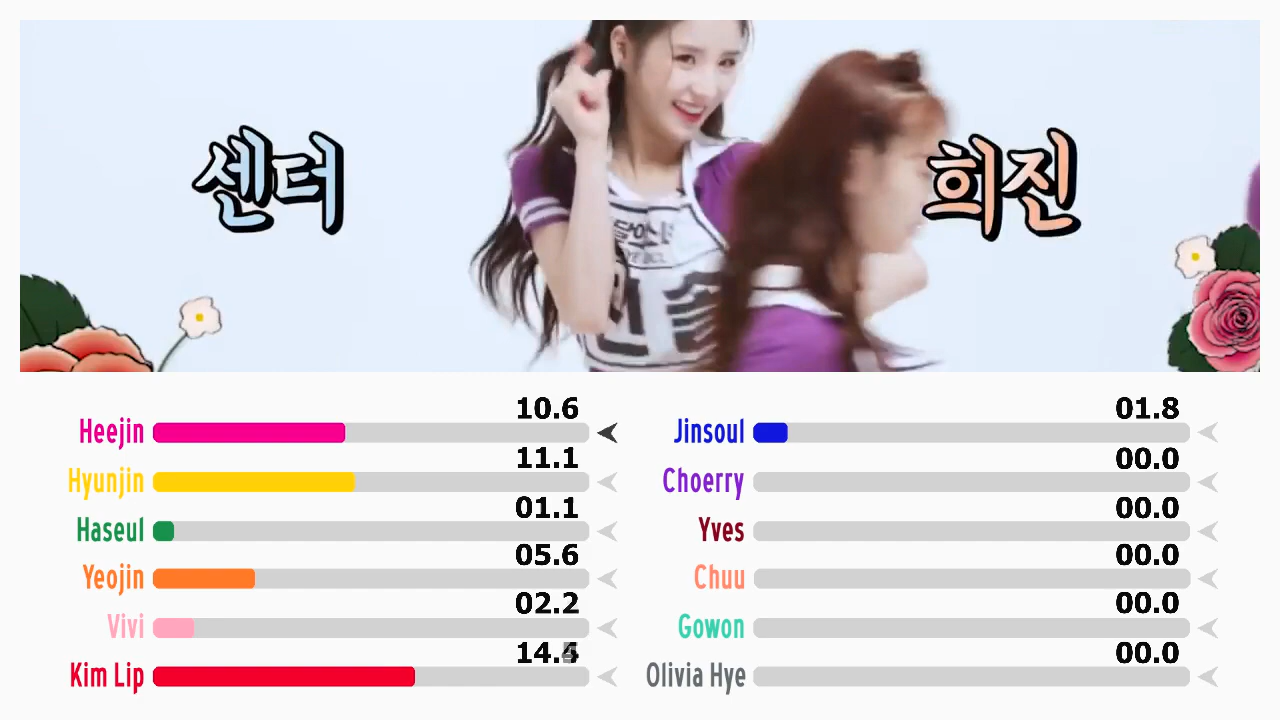 센터
희진
Heejin 10.6
Hyunjin 11.1
Haseul 01.1
Yeojin 05.6
Vivi 02.2
Kim Lip
Jinsoul 01.8
Choerry 00.0
Yves 00.0
Chuu 00.0
Gowon 00.0
Olivia Hye 00.0